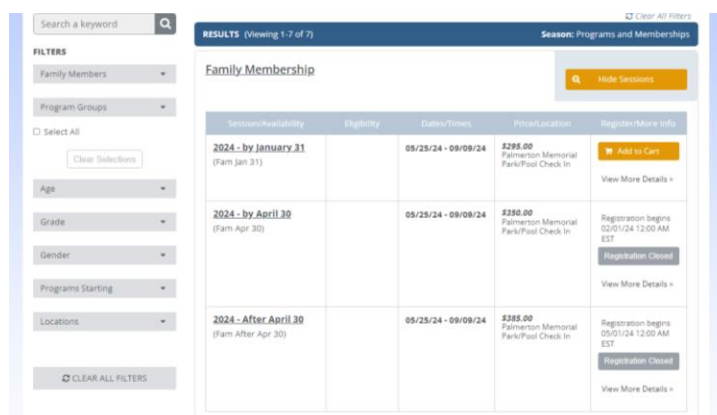 Clear All Filters
Search a keyword
RESULTS (Viewing 1-7 of 7)
Season: Programs and Memberships
FILTERS
Family Members
Program Groups
Select All
Clear Selections
Age
Grade
Gender
Programs Starting
Locations
CLEAR ALL FILTERS
Family Membership
Hide Sessions
Session/Availability Eligibility Dates/Times Price/Location Register/More Info
2024 - by January 31
(Fam Jan 31)
05/25/24 - 09/09/24
$295.00
Palmerton Memorial
Park/Pool Check In
Add to Cart
View More Details »
2024 - by April 30
(Fam Apr 30)
05/25/24 - 09/09/24
$350.00
Palmerton Memorial
Park/Pool Check In
Registration begins
02/01/24 12:00 AM
EST
Registration Closed
View More Details »
2024 - After April 30
(Fam After Apr 30)
05/25/24 - 09/09/24
$385.00
Palmerton Memorial
Park/Pool Check In
Registration begins
05/01/24 12:00 AM
EST
Registration Closed
View More Details »